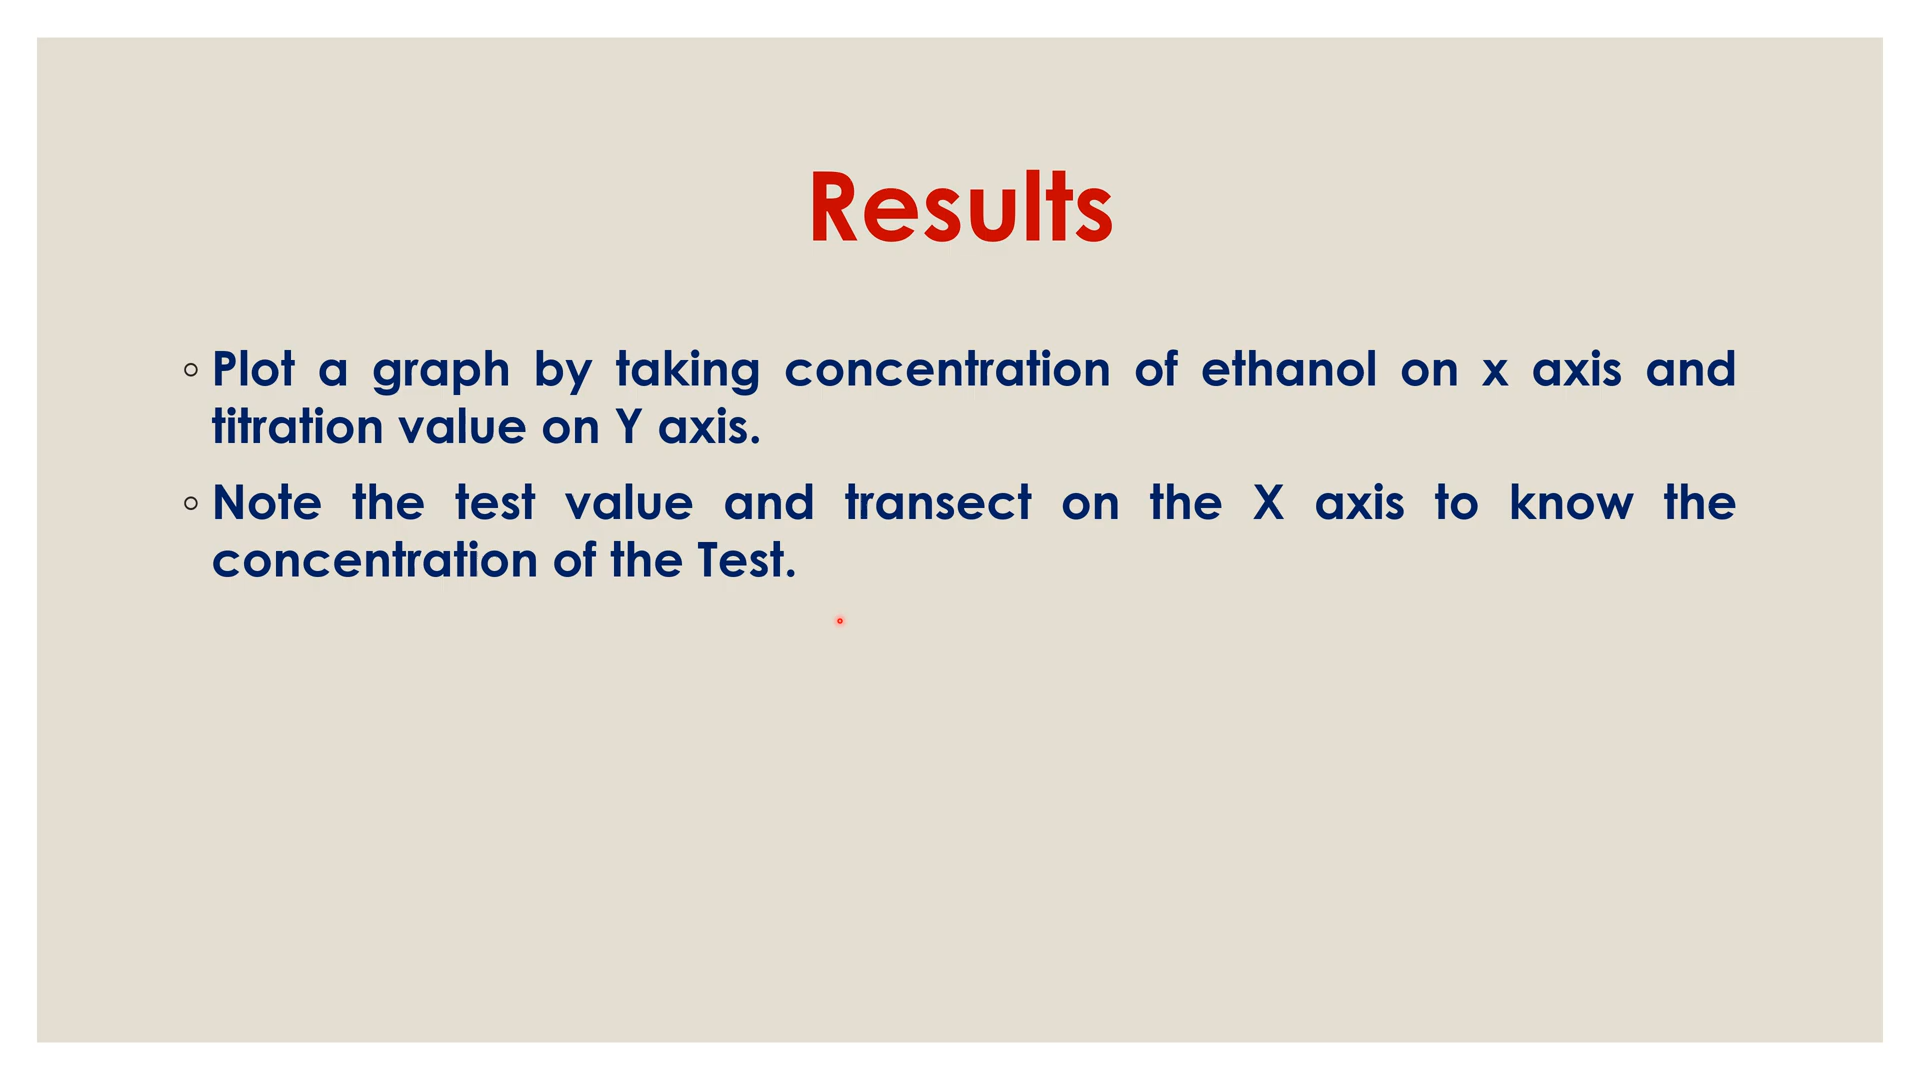 Results
◦ Plot a graph by taking concentration of ethanol on x axis and
titration value on Y axis.
◦ Note the test value and transect on the X axis to know the
concentration of the Test.